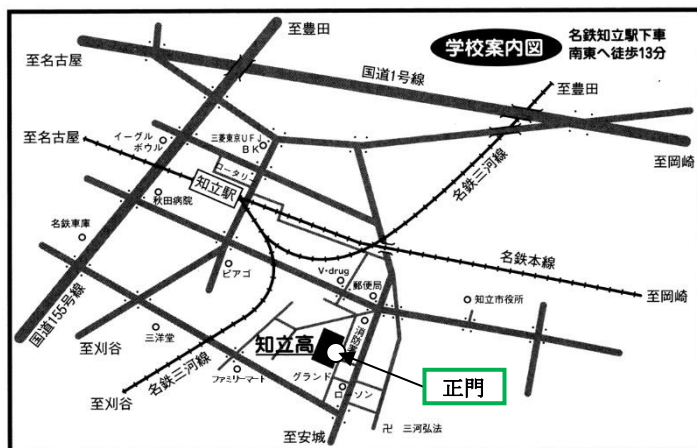 学校案内図
名鉄知立駅下車
南東へ徒歩13分
至豊田
至名古屋
国道1号線
至豊田
至名古屋
イーグル
ボウル
三菱東京UFJ
BK
ロータリー
至岡崎
名鉄三河線
知立駅
秋田病院
名鉄車庫
名鉄本線
ピアゴ
V・drug
郵便局
知立市役所
至岡崎
国道155号線
至刈谷
三洋堂
知立高
消防署
グランド
ファミリーマート
名鉄三河線
ローソン
正門
至刈谷
至安城
卍 三河弘法